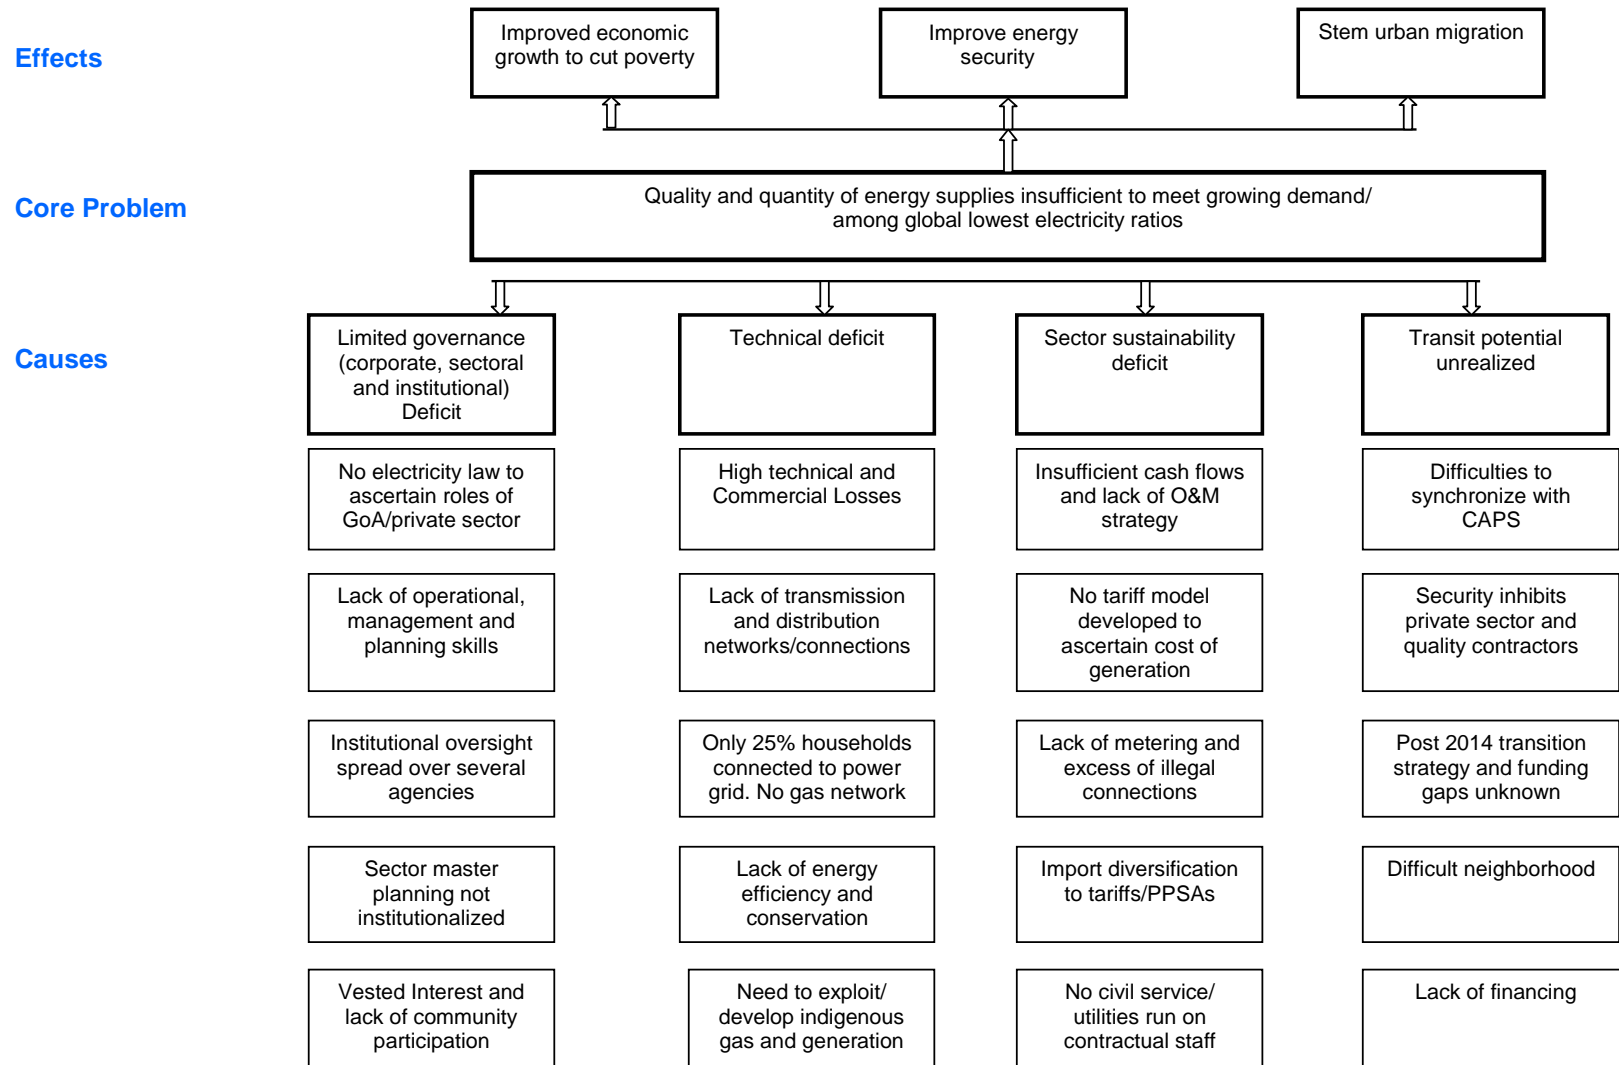 Effects
Improved economic
growth to cut poverty
Improve energy
security
Stem urban migration
Core Problem
Quality and quantity of energy supplies insufficient to meet growing demand/
among global lowest electricity ratios
Causes
Limited governance
(corporate, sectoral
and institutional)
Deficit
Technical deficit
Sector sustainability
deficit
Transit potential
unrealized
No electricity law to
ascertain roles of
GoA/private sector
High technical and
Commercial Losses
Insufficient cash flows
and lack of O&M
strategy
Difficulties to
synchronize with
CAPS
Lack of operational,
management and
planning skills
Lack of transmission
and distribution
networks/connections
No tariff model
developed to
ascertain cost of
generation
Security inhibits
private sector and
quality contractors
Institutional oversight
spread over several
agencies
Only 25% households
connected to power
grid. No gas network
Lack of metering and
excess of illegal
connections
Post 2014 transition
strategy and funding
gaps unknown
Sector master
planning not
institutionalized
Lack of energy
efficiency and
conservation
Import diversification
to tariffs/PPSAs
Difficult neighborhood
Vested Interest and
lack of community
participation
Need to exploit/
develop indigenous
gas and generation
No civil service/
utilities run on
contractual staff
Lack of financing